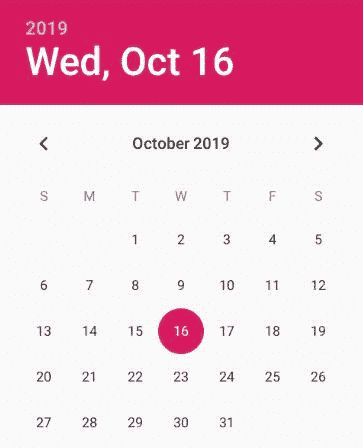 2019
Wed, Oct 16
October 2019
S M T W T F S
1 2 3 4 5
6 7 8 9 10 11 12
13 14 15 16 17 18 19
20 21 22 23 24 25 26
27 28 29 30 31